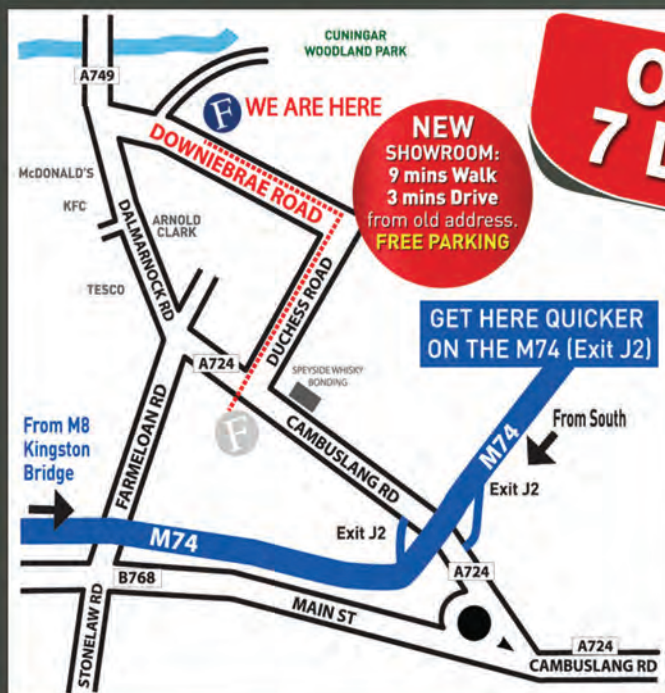 CUNINGAR
WOODLAND PARK
A749
F WE ARE HERE
DOWNIEBRAE ROAD
NEW
SHOWROOM:
9 mins Walk
3 mins Drive
from old address.
FREE PARKING
McDONALD'S
KFC
ARNOLD
CLARK
DALMARNOCK RD
TESCO
DUCHESS ROAD
GET HERE QUICKER
ON THE M74 (Exit J2)
A724
SPEYSIDE WHISKY
BONDING
F
From M8
Kingston
Bridge
FARMELOAN RD
CAMBUSLANG RD
M74
From South
Exit J2
Exit J2
M74
A724
B768
MAIN ST
STONELAW RD
A724
CAMBUSLANG RD